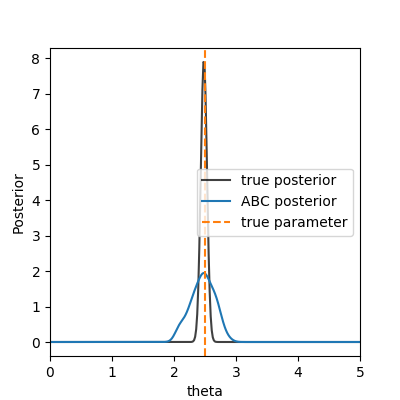 8
7
6
5
4
3
2
1
0
Posterior
true posterior
ABC posterior
true parameter
0 1 2 3 4 5
theta